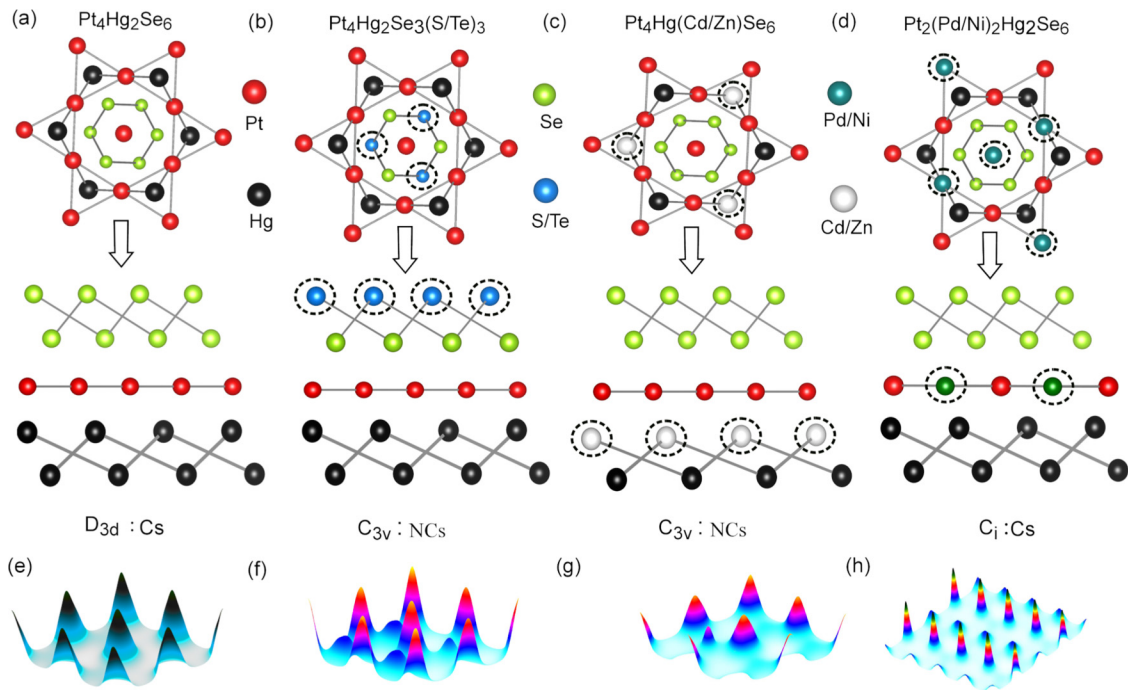 (a) Pt4Hg2Se6
(b) Pt4Hg2Se3(S/Te)3
(c) Pt4Hg(Cd/Zn)Se6
(d) Pt2(Pd/Ni)2Hg2Se6
Pt
Hg
Se
S/Te
Pd/Ni
Cd/Zn
D3d : Cs
C3v : NCs
C3v : NCs
Ci :Cs
(e)
(f)
(g)
(h)